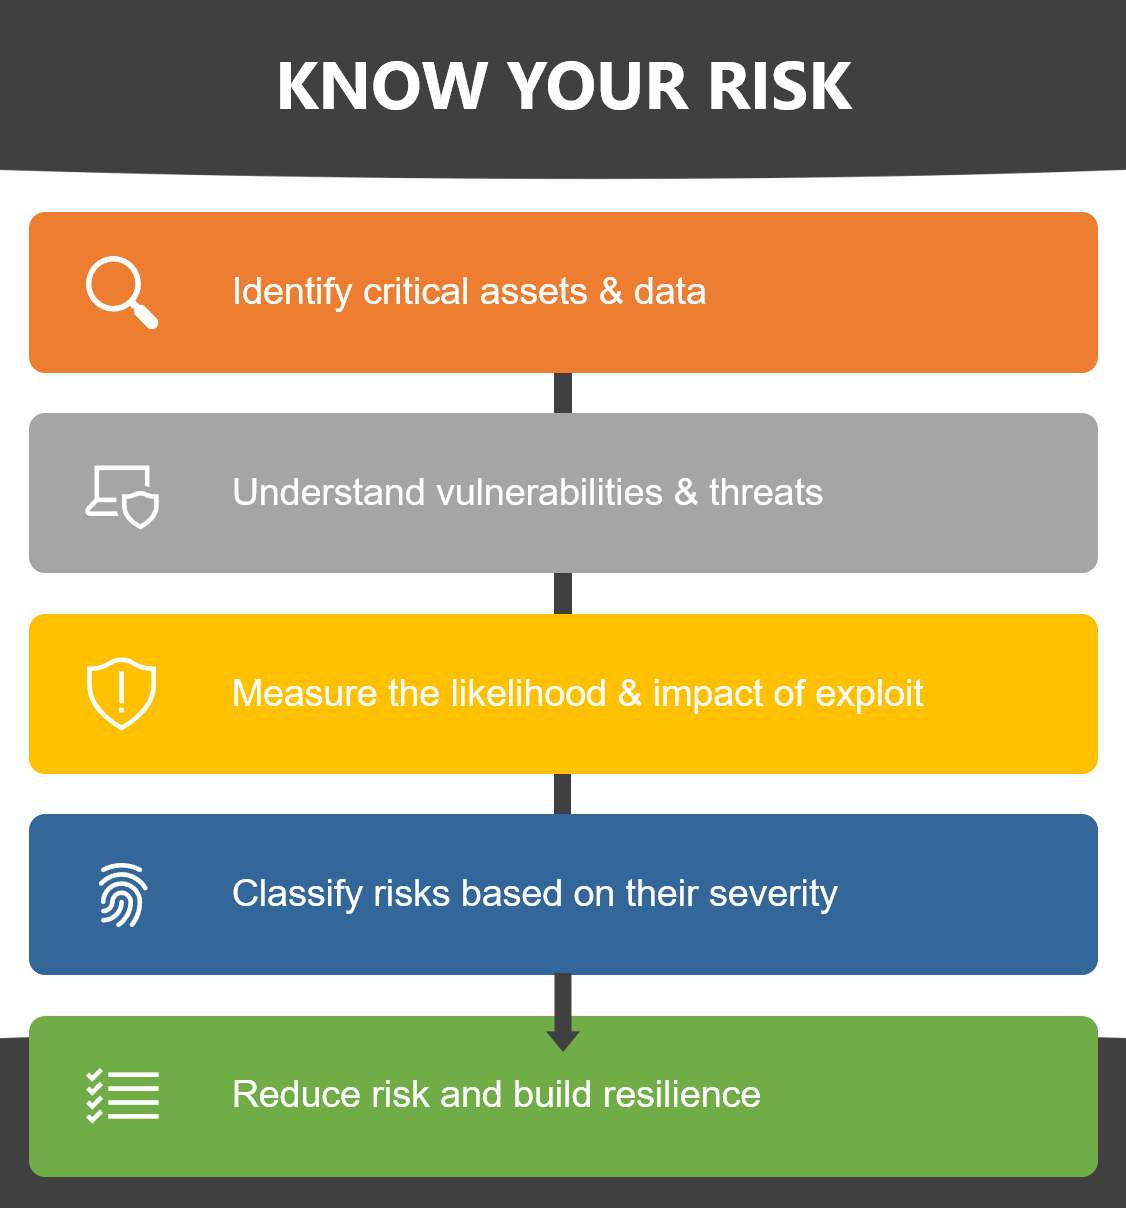 KNOW YOUR RISK
Identify critical assets & data
Understand vulnerabilities & threats
Measure the likelihood & impact of exploit
Classify risks based on their severity
Reduce risk and build resilience